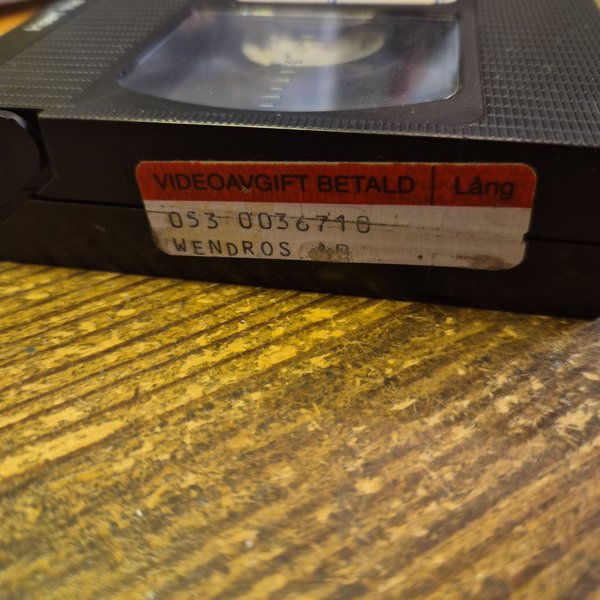 VIDEOAVGIFT BETALD Lång
053 0036710
WENDROS AB